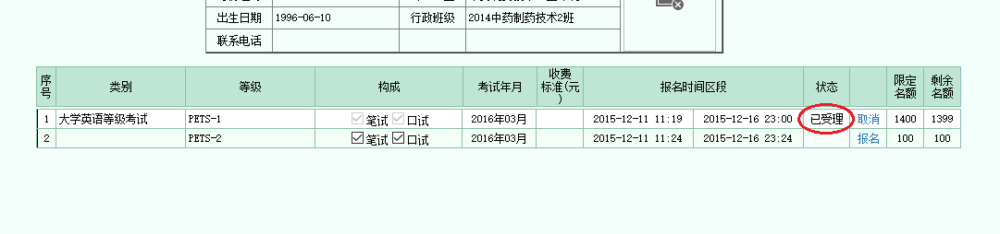 出生日期 1996-06-10 行政班级 2014中药制药技术2班
联系电话
序号 类别 等级 构成 考试年月 收费标准(元) 报名时间区段 状态 限定名额 剩余名额
1 大学英语等级考试 PETS-1 笔试 口试 2016年03月 2015-12-11 11:19 2015-12-16 23:00 已受理 取消 1400 1399
2 PETS-2 笔试 口试 2016年03月 2015-12-11 11:24 2015-12-16 23:24 报名 100 100